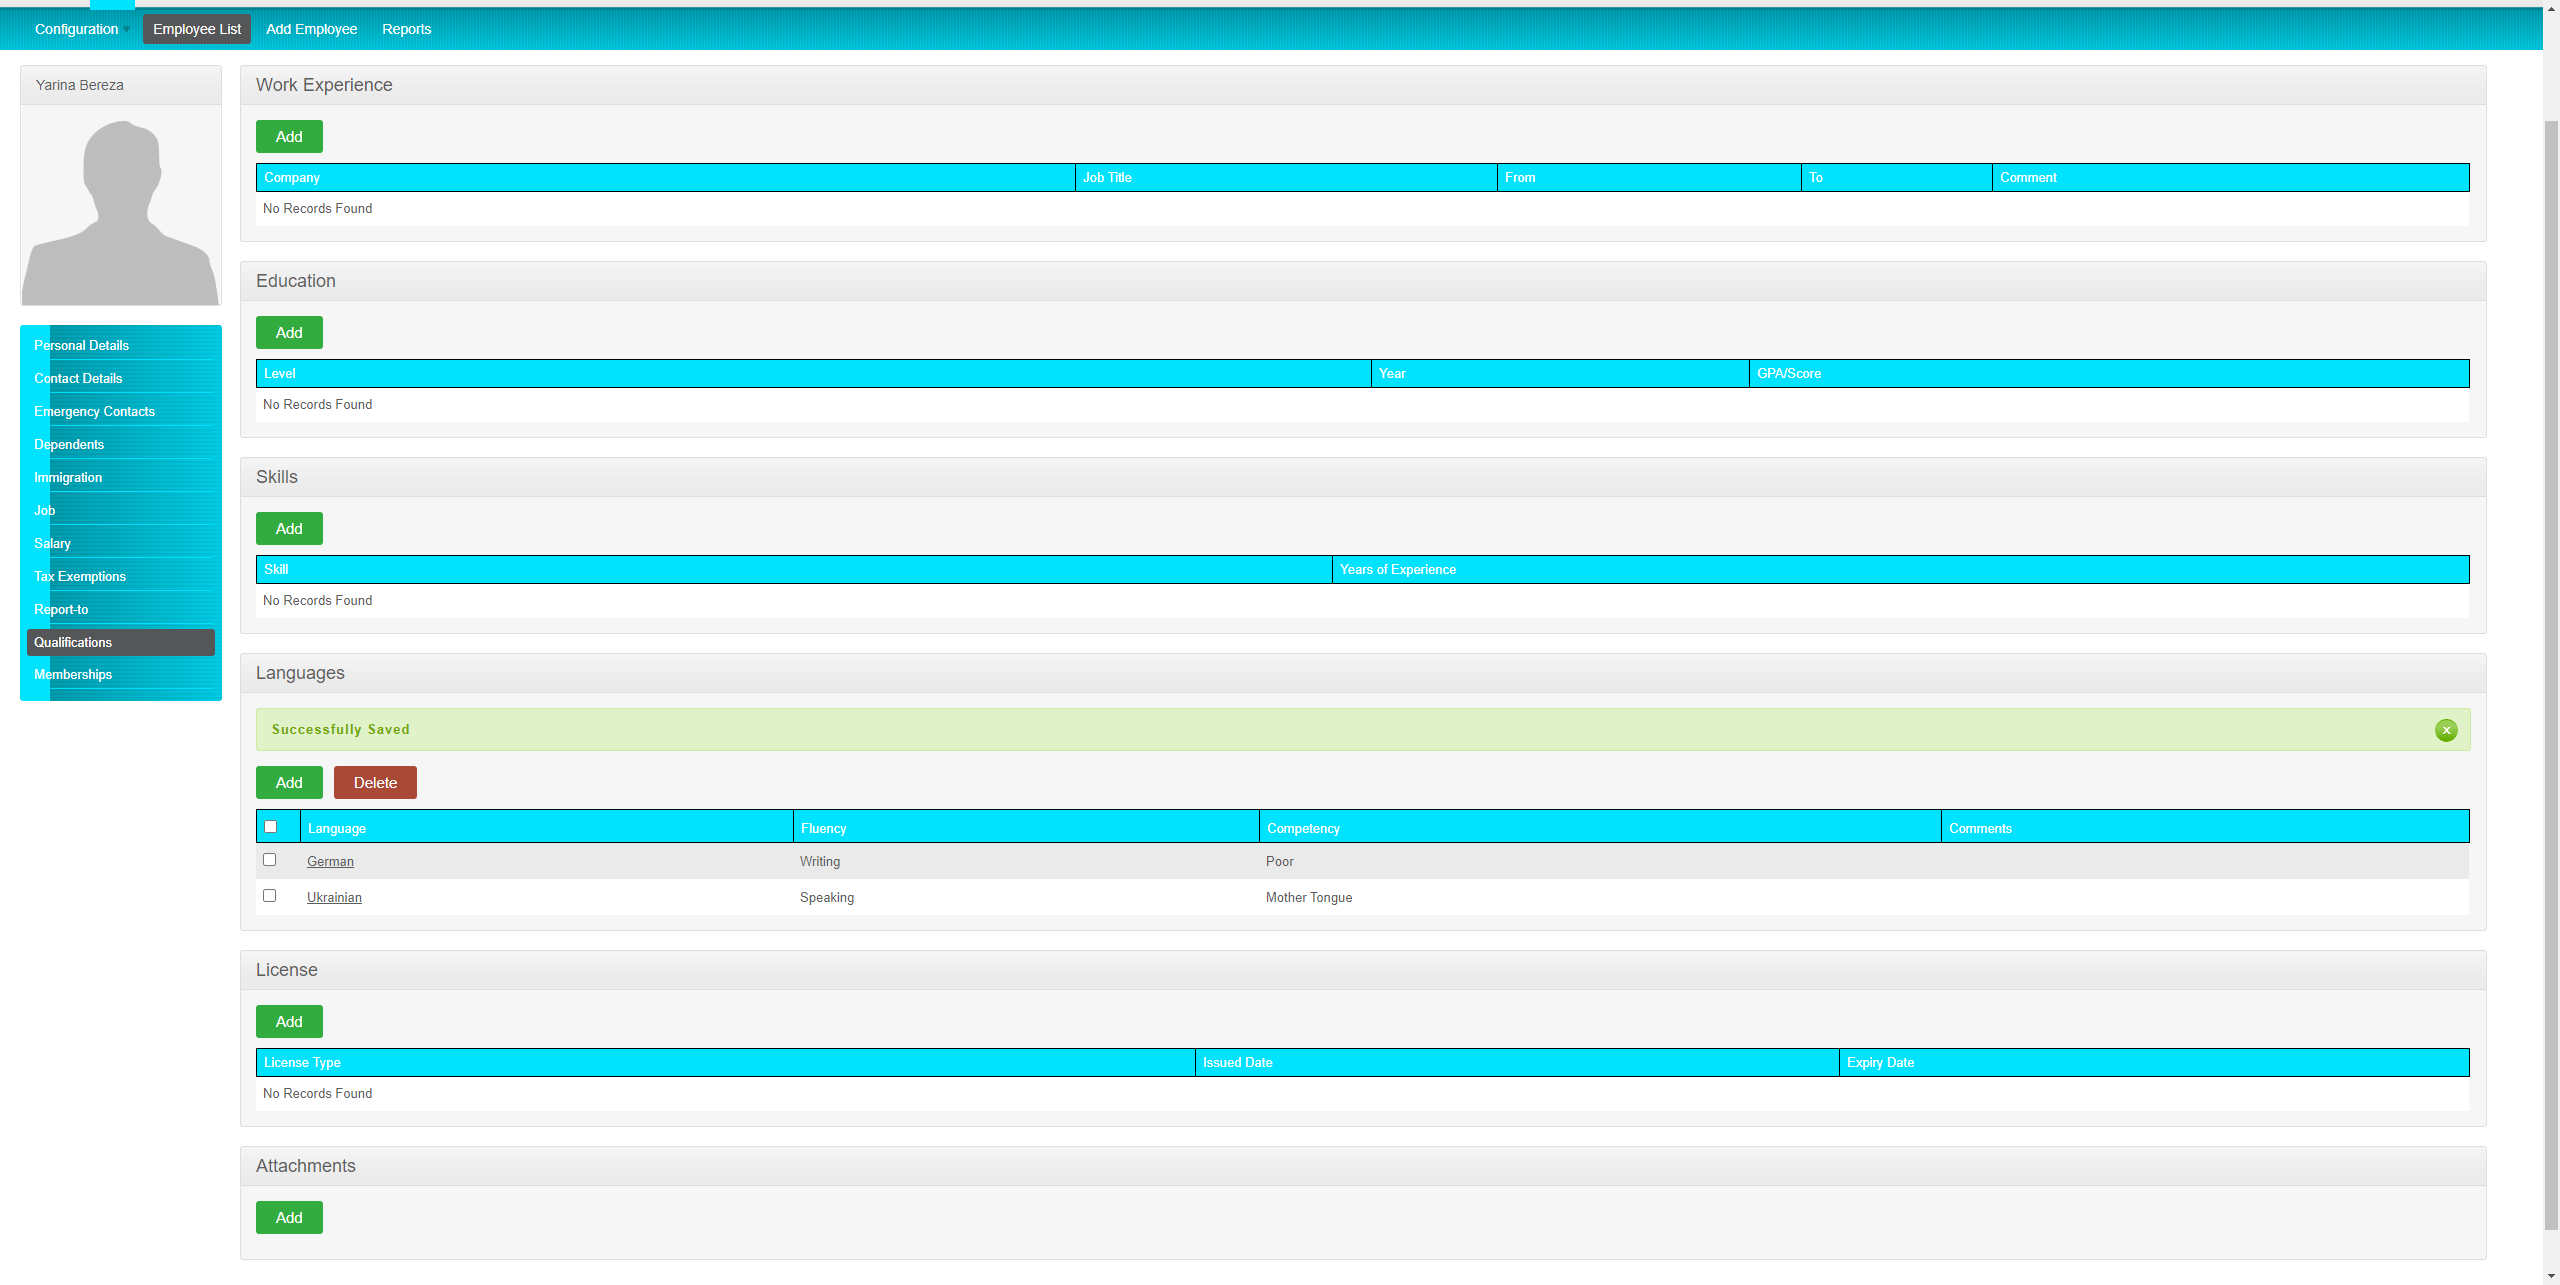 Configuration Employee List Add Employee Reports
Yarina Bereza
Personal Details
Contact Details
Emergency Contacts
Dependents
Immigration
Job
Salary
Tax Exemptions
Report-to
Qualifications
Memberships
Work Experience
Add
Company Job Title From To Comment
No Records Found
Education
Add
Level Year GPA/Score
No Records Found
Skills
Add
Skill Years of Experience
No Records Found
Languages
Successfully Saved x
Add Delete
Language Fluency Competency Comments
German Writing Poor
Ukrainian Speaking Mother Tongue
License
Add
License Type Issued Date Expiry Date
No Records Found
Attachments
Add